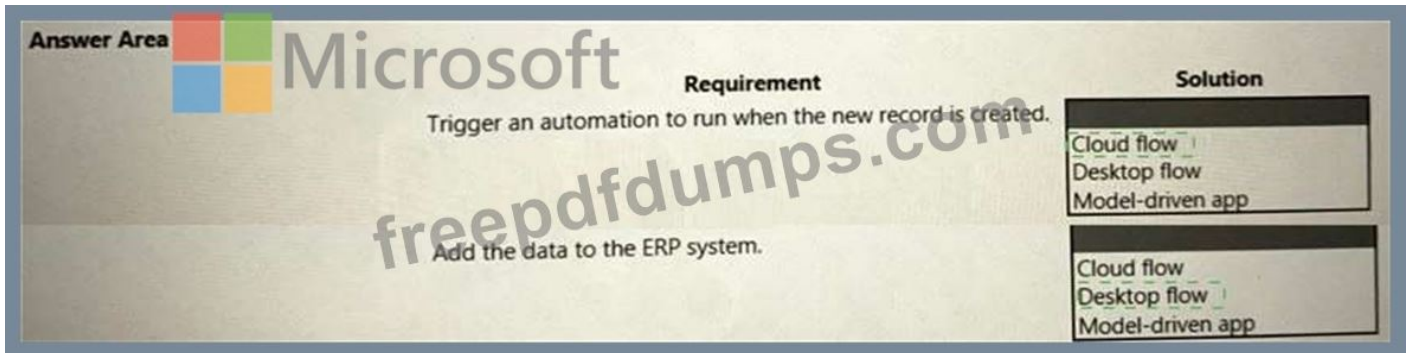 Answer Area
Microsoft
Requirement
Solution
Trigger an automation to run when the new record is created.
Cloud flow
Desktop flow
Model-driven app
freepdfdumps.com
Add the data to the ERP system.
Cloud flow
Desktop flow
Model-driven app